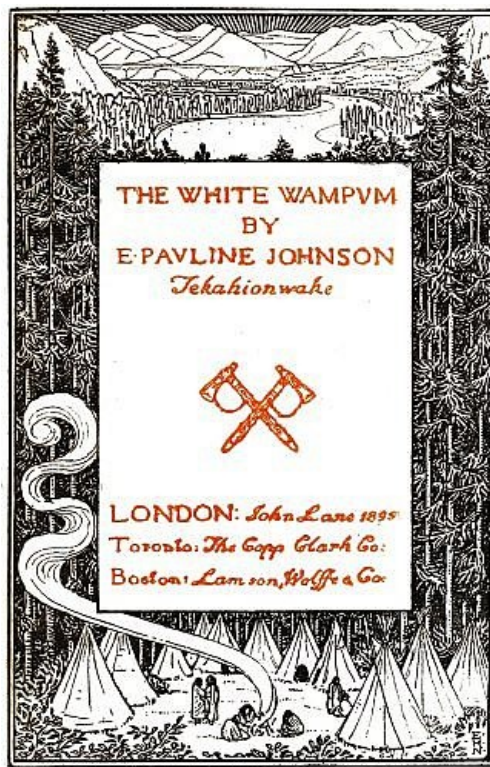 THE WHITE WAMPVM
BY
E·PAVLINE JOHNSON
Tekahionwake
LONDON: John Lane 1895
Toronto: The Copp Clark Co:
Boston: Lamson, Wolffe & Co:
EN